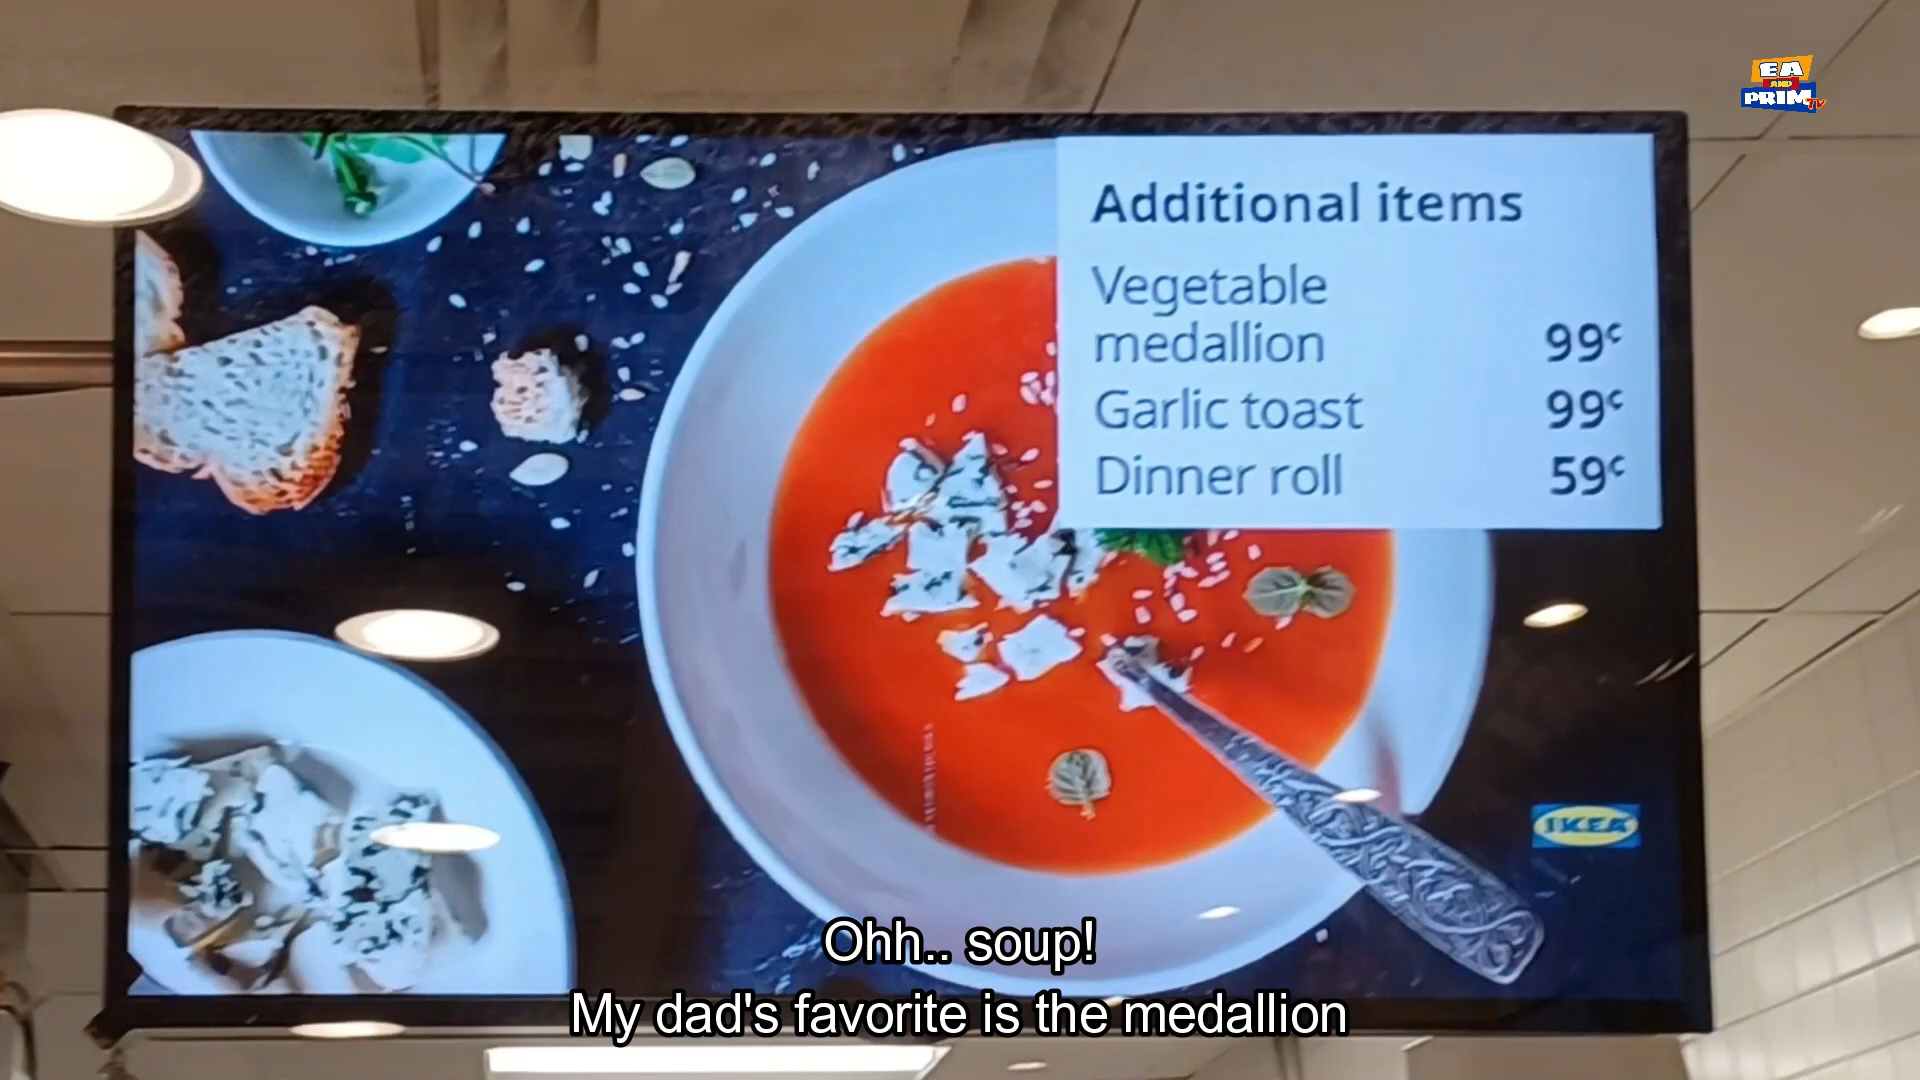 EA
AND
PRIM TV
Additional items
Vegetable
medallion 99¢
Garlic toast 99¢
Dinner roll 59¢
IKEA
Ohh.. soup!
My dad's favorite is the medallion